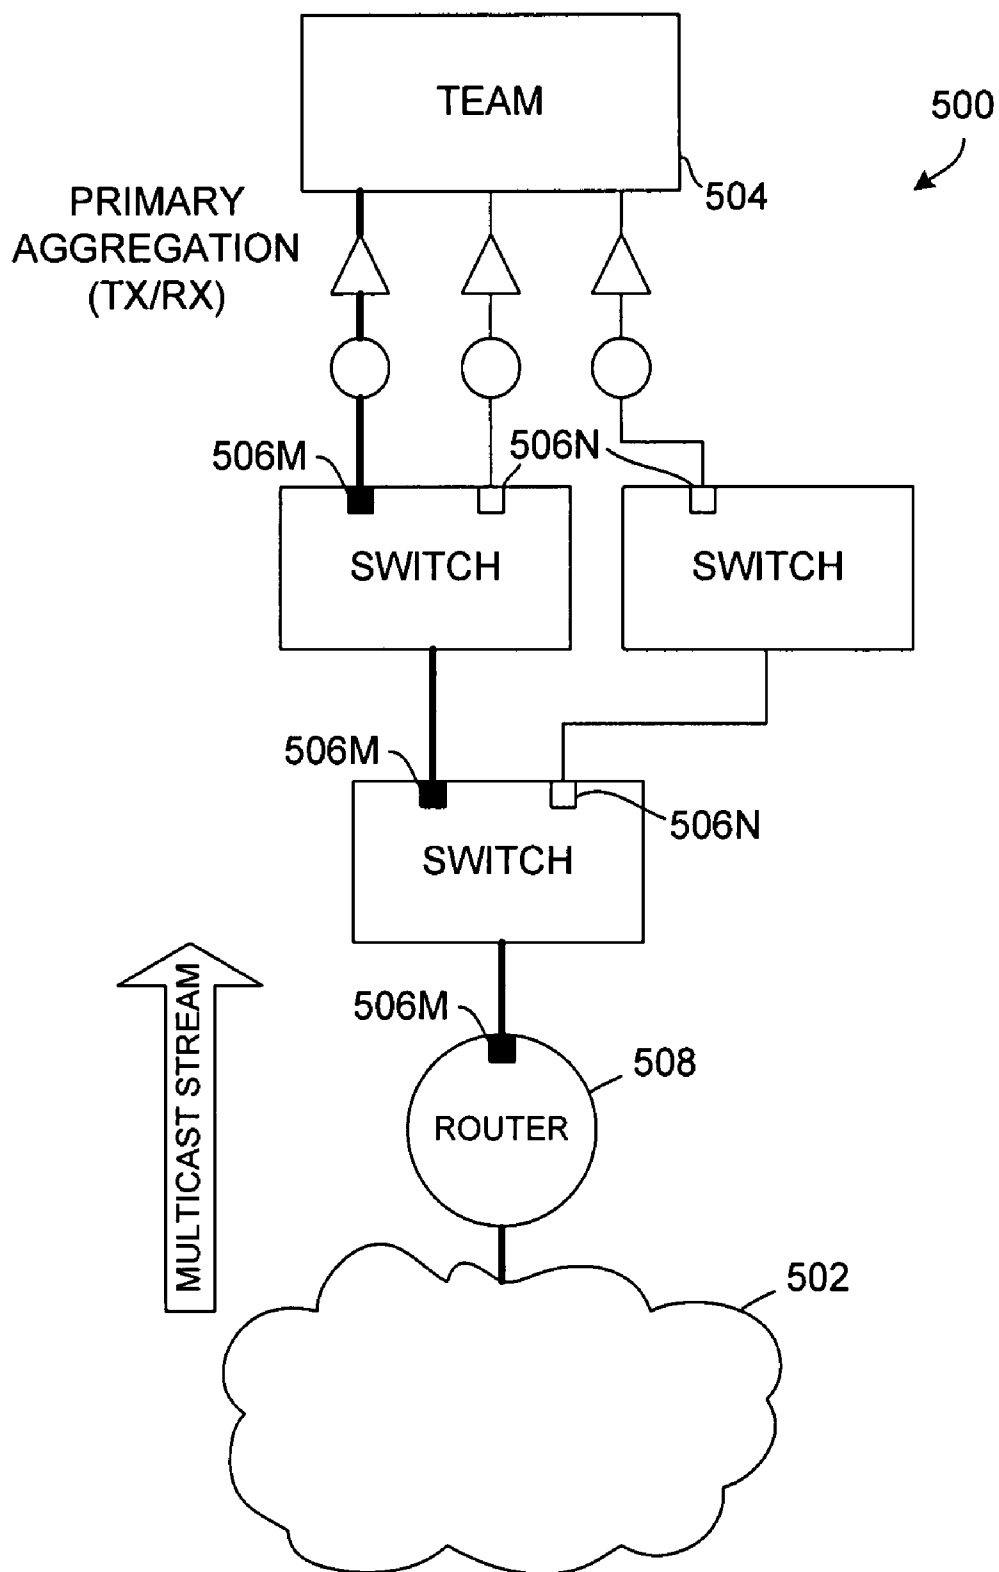 TEAM
500
504
PRIMARY
AGGREGATION
(TX/RX)
506M
506N
SWITCH
SWITCH
506M
506N
SWITCH
MULTICAST STREAM
506M
508
ROUTER
502